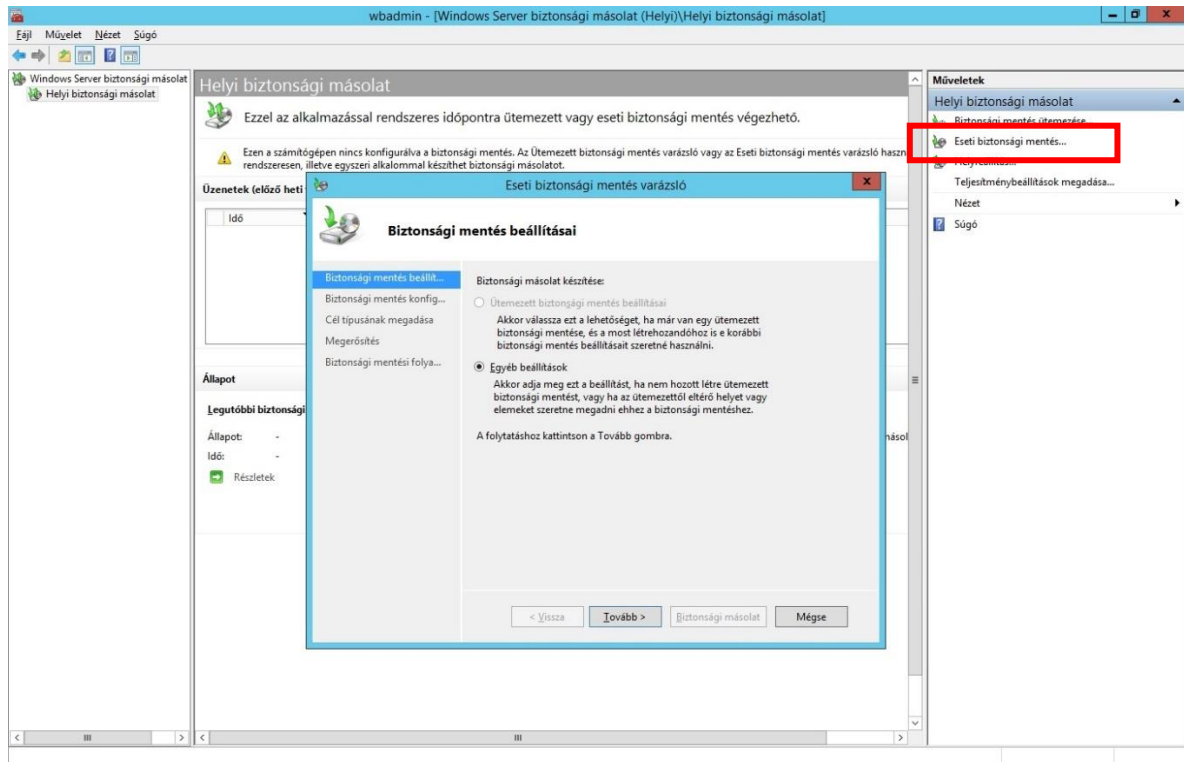 wbadmin - [Windows Server biztonsági másolat (Helyi)\Helyi biztonsági másolat]
Fájl Művelet Nézet Súgó
Windows Server biztonsági másolat
Helyi biztonsági másolat
Helyi biztonsági másolat
Ezzel az alkalmazással rendszeres időpontra ütemezett vagy eseti biztonsági mentés végezhető.
Ezen a számítógépen nincs konfigurálva a biztonsági mentés. Az Ütemezett biztonsági mentés varázsló vagy az Eseti biztonsági mentés varázsló haszn
rendszeresen, illetve egyszeri alkalommal készíthet biztonsági másolatot.
Üzenetek (előző heti
Idő
Állapot
Legutóbbi biztonsági
Állapot: -
Idő: -
Részletek
másol
Eseti biztonsági mentés varázsló
Biztonsági mentés beállításai
Biztonsági mentés beállít...
Biztonsági mentés konfig...
Cél típusának megadása
Megerősítés
Biztonsági mentési folya...
Biztonsági másolat készítése:
Ütemezett biztonsági mentés beállításai
Akkor válassza ezt a lehetőséget, ha már van egy ütemezett
biztonsági mentése, és a most létrehozandóhoz is e korábbi
biztonsági mentés beállításait szeretné használni.
Egyéb beállítások
Akkor adja meg ezt a beállítást, ha nem hozott létre ütemezett
biztonsági mentést, vagy ha az ütemezettől eltérő helyet vagy
elemeket szeretne megadni ehhez a biztonsági mentéshez.
A folytatáshoz kattintson a Tovább gombra.
< Vissza Tovább > Biztonsági másolat Mégse
Műveletek
Helyi biztonsági másolat
Biztonsági mentés ütemezése...
Eseti biztonsági mentés...
Helyreállítás...
Teljesítménybeállítások megadása...
Nézet
Súgó